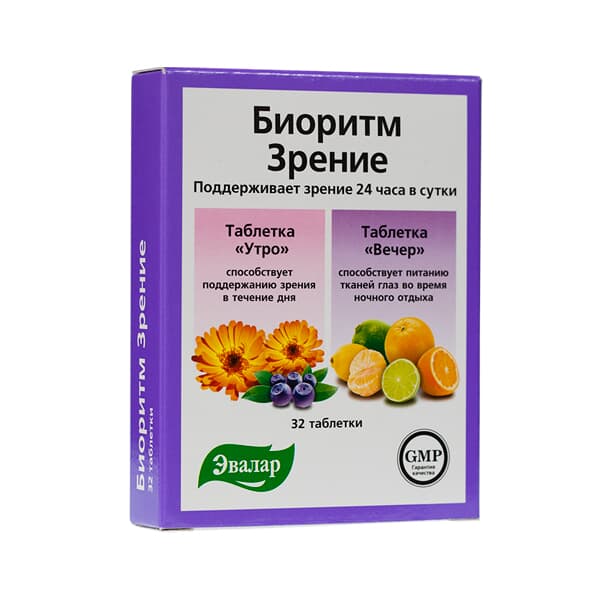 Биоритм
Зрение
Поддерживает зрение 24 часа в сутки
Таблетка
«Утро»
способствует
поддержанию зрения
в течение дня
Таблетка
«Вечер»
способствует питанию
тканей глаз во время
ночного отдыха
32 таблетки
Эвалар
GMP
Гарантия
качества
Биоритм Зрение
32 таблетки